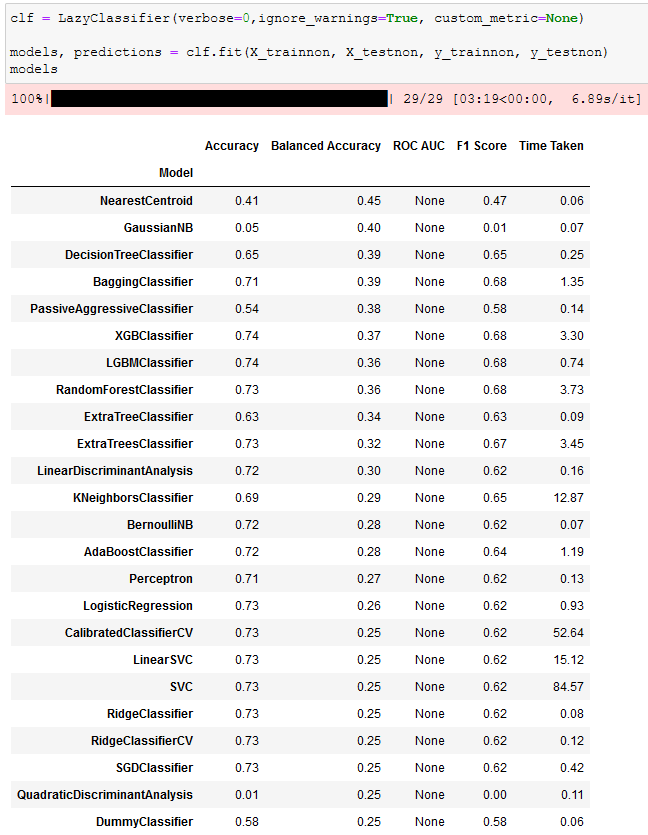 clf = LazyClassifier(verbose=0,ignore_warnings=True, custom_metric=None)
models, predictions = clf.fit(X_trainnon, X_testnon, y_trainnon, y_testnon)
models
100%| | 29/29 [03:19<00:00, 6.89s/it]
Accuracy Balanced Accuracy ROC AUC F1 Score Time Taken
Model
NearestCentroid 0.41 0.45 None 0.47 0.06
GaussianNB 0.05 0.40 None 0.01 0.07
DecisionTreeClassifier 0.65 0.39 None 0.65 0.25
BaggingClassifier 0.71 0.39 None 0.68 1.35
PassiveAggressiveClassifier 0.54 0.38 None 0.58 0.14
XGBClassifier 0.74 0.37 None 0.68 3.30
LGBMClassifier 0.74 0.36 None 0.68 0.74
RandomForestClassifier 0.73 0.36 None 0.68 3.73
ExtraTreeClassifier 0.63 0.34 None 0.63 0.09
ExtraTreesClassifier 0.73 0.32 None 0.67 3.45
LinearDiscriminantAnalysis 0.72 0.30 None 0.62 0.16
KNeighborsClassifier 0.69 0.29 None 0.65 12.87
BernoulliNB 0.72 0.28 None 0.62 0.07
AdaBoostClassifier 0.72 0.28 None 0.64 1.19
Perceptron 0.71 0.27 None 0.62 0.13
LogisticRegression 0.73 0.26 None 0.62 0.93
CalibratedClassifierCV 0.73 0.25 None 0.62 52.64
LinearSVC 0.73 0.25 None 0.62 15.12
SVC 0.73 0.25 None 0.62 84.57
RidgeClassifier 0.73 0.25 None 0.62 0.08
RidgeClassifierCV 0.73 0.25 None 0.62 0.12
SGDClassifier 0.73 0.25 None 0.62 0.42
QuadraticDiscriminantAnalysis 0.01 0.25 None 0.00 0.11
DummyClassifier 0.58 0.25 None 0.58 0.06